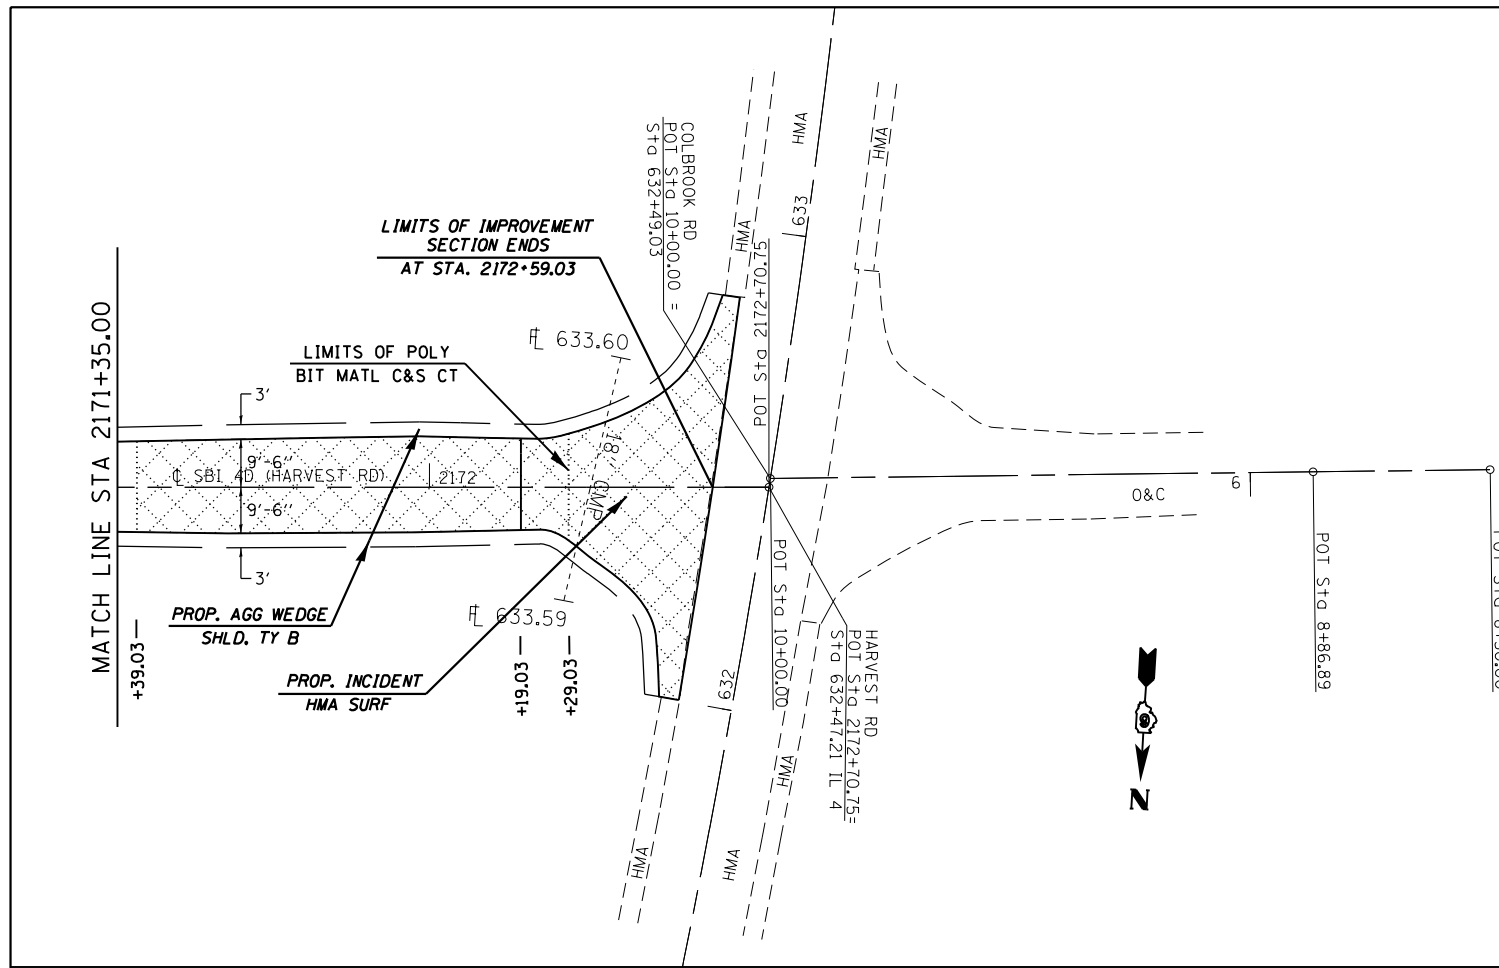 MATCH LINE STA 2171+35.00
LIMITS OF IMPROVEMENT
SECTION ENDS
AT STA. 2172+59.03
LIMITS OF POLY
BIT MATL C&S CT
3'
9'-6"
℄ SBI 4D (HARVEST RD)
2172
9'-6"
3'
PROP. AGG WEDGE
SHLD. TY B
PROP. INCIDENT
HMA SURF
+39.03
+19.03
+29.03
FL 633.60
18" CMP
FL 633.59
COLBROOK RD
POT Sta 10+00.00 =
Sta 632+49.03
HMA
HMA
HMA
633
POT Sta 2172+70.75
POT Sta 10+00.00
632
HARVEST RD
POT Sta 2172+70.75=
Sta 632+47.21 IL 4
HMA
HMA
HMA
O&C
9
POT Sta 8+86.89
9
N